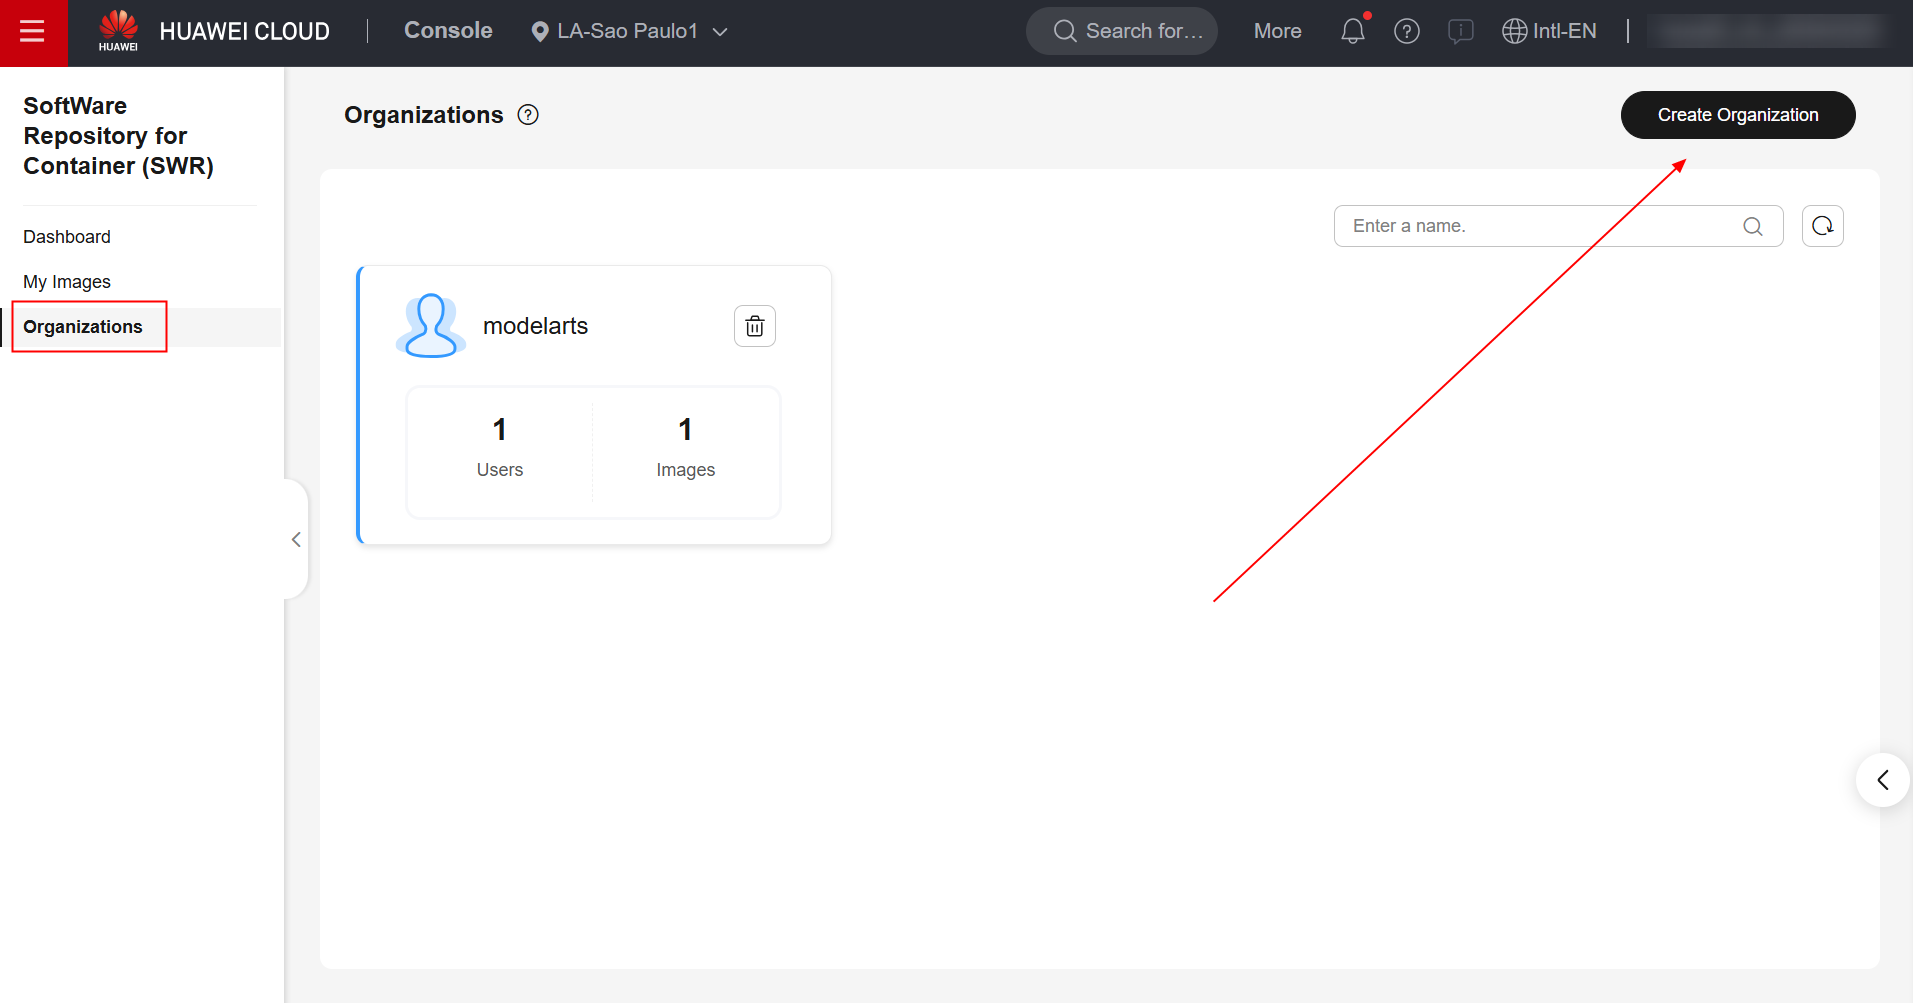 HUAWEI
HUAWEI CLOUD
Console
LA-Sao Paulo1
Search for...
More
Intl-EN
SoftWare
Repository for
Container (SWR)
Dashboard
My Images
Organizations
Organizations
Create Organization
Enter a name.
modelarts
1
Users
1
Images